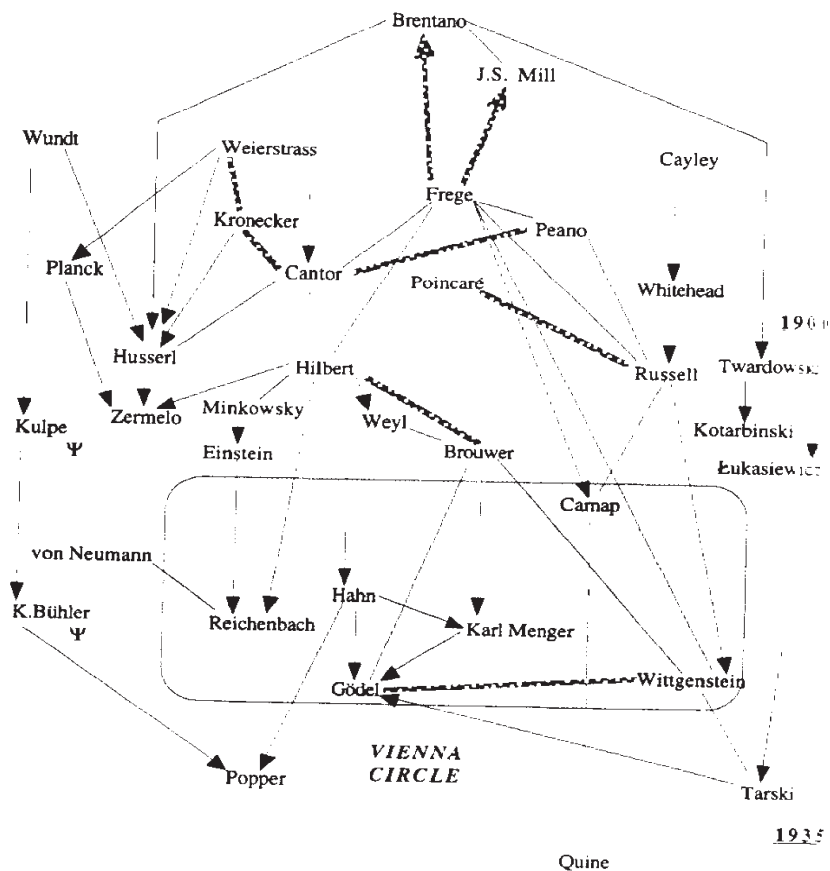 Brentano
J.S. Mill
Wundt
Weierstrass
Cayley
Frege
Kronecker
Peano
Planck
Cantor
Poincaré
Whitehead
Husserl
Hilbert
Russell
Twardowski
Zermelo
Minkowsky
Weyl
Kulpe
Ψ
Kotarbinski
Einstein
Brouwer
Łukasiewicz
Carnap
von Neumann
Hahn
K.Bühler
Ψ
Reichenbach
Karl Menger
Gödel
Wittgenstein
VIENNA
CIRCLE
Popper
Tarski
1935
Quine